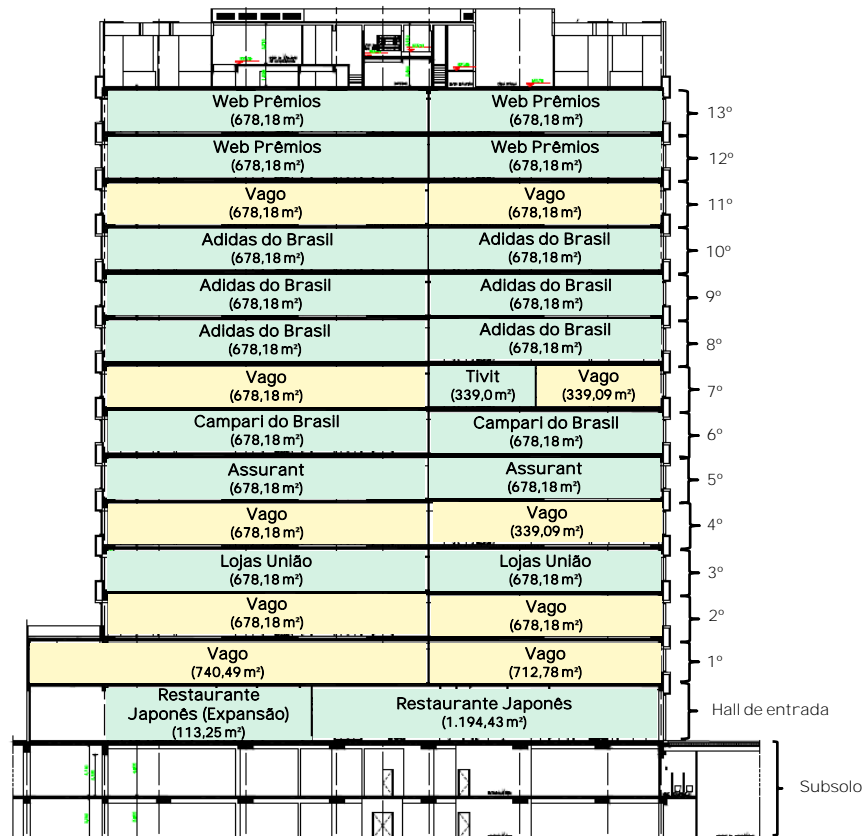 Web Prêmios
(678,18 m²)
Web Prêmios
(678,18 m²)
13º
Web Prêmios
(678,18 m²)
Web Prêmios
(678,18 m²)
12º
Vago
(678,18 m²)
Vago
(678,18 m²)
11º
Adidas do Brasil
(678,18 m²)
Adidas do Brasil
(678,18 m²)
10º
Adidas do Brasil
(678,18 m²)
Adidas do Brasil
(678,18 m²)
9º
Adidas do Brasil
(678,18 m²)
Adidas do Brasil
(678,18 m²)
8º
Vago
(678,18 m²)
Tivit
(339,0 m²)
Vago
(339,09 m²)
7º
Campari do Brasil
(678,18 m²)
Campari do Brasil
(678,18 m²)
6º
Assurant
(678,18 m²)
Assurant
(678,18 m²)
5º
Vago
(678,18 m²)
Vago
(339,09 m²)
4º
Lojas União
(678,18 m²)
Lojas União
(678,18 m²)
3º
Vago
(678,18 m²)
Vago
(678,18 m²)
2º
Vago
(740,49 m²)
Vago
(712,78 m²)
1º
Restaurante
Japonês (Expansão)
(113,25 m²)
Restaurante Japonês
(1.194,43 m²)
Hall de entrada
Subsolo